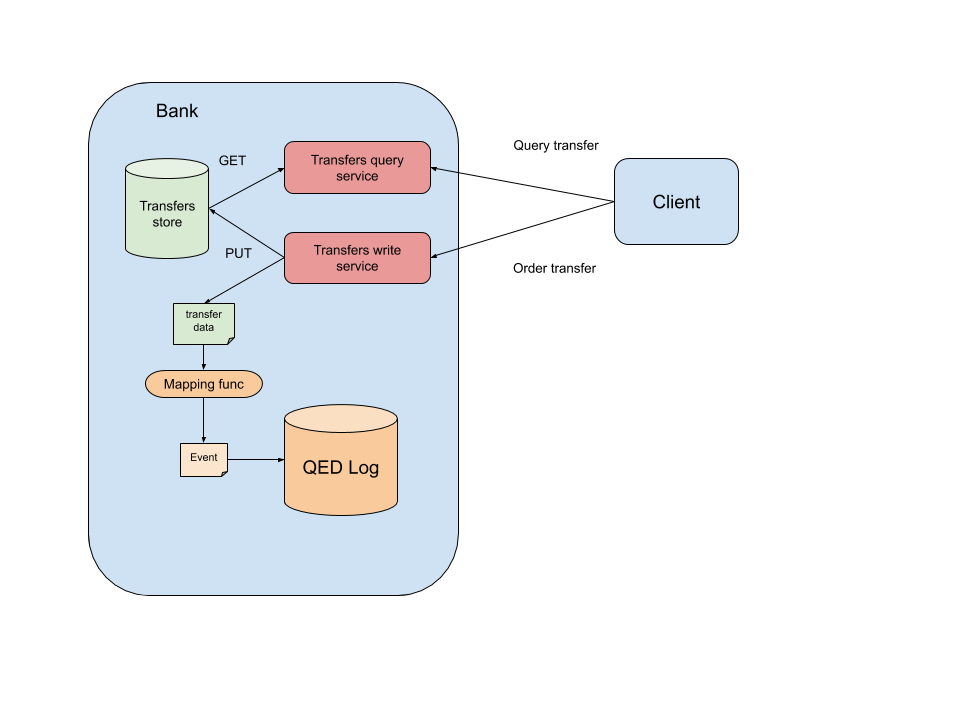 Bank
GET
Transfers query
service
Query transfer
Transfers
store
Client
Transfers write
service
PUT
Order transfer
transfer
data
Mapping func
Event
QED Log